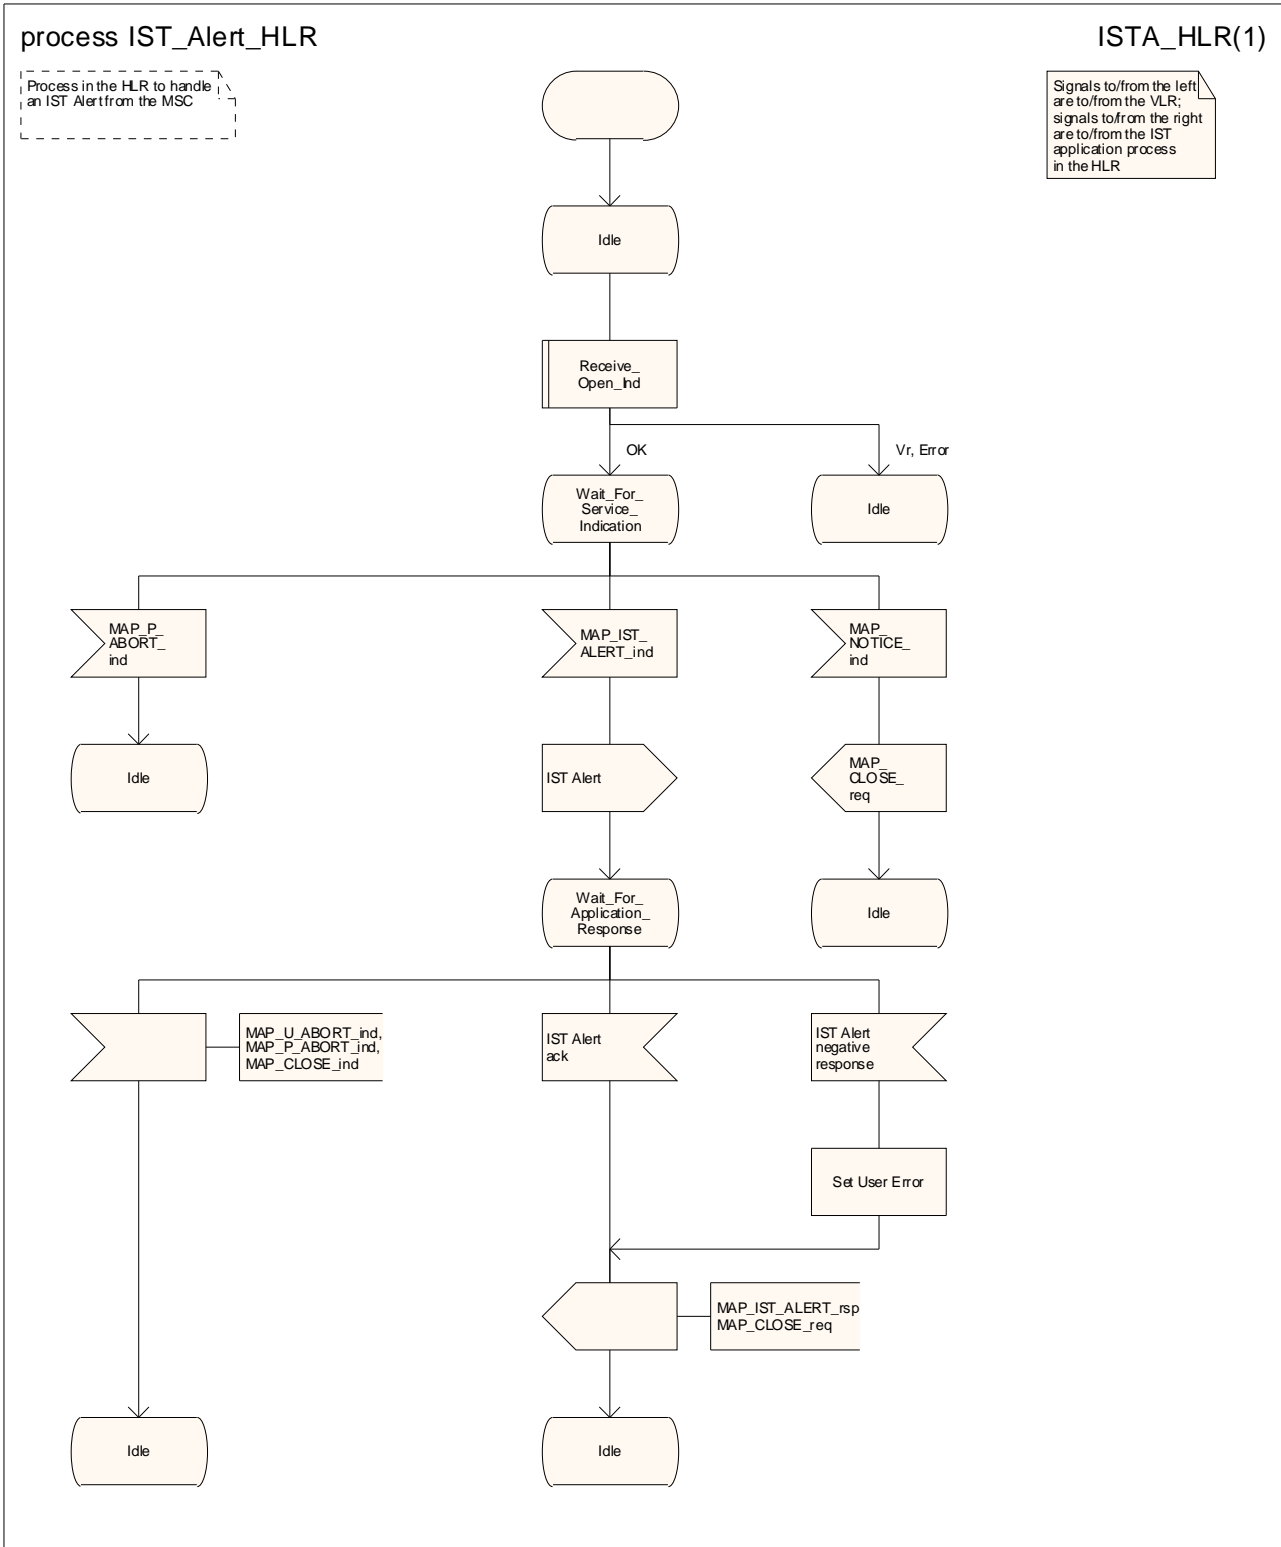 process IST_Alert_HLR
ISTA_HLR(1)
Process in the HLR to handle
an IST Alert from the MSC
Signals to/from the left
are to/from the VLR;
signals to/from the right
are to/from the IST
application process
in the HLR
Idle
Receive_
Open_Ind
OK
Vr, Error
Wait_For_
Service_
Indication
Idle
MAP_P_
ABORT_
ind
MAP_IST_
ALERT_ind
MAP_
NOTICE_
ind
Idle
IST Alert
MAP_
CLOSE_
req
Wait_For_
Application_
Response
Idle
MAP_U_ABORT_ind,
MAP_P_ABORT_ind,
MAP_CLOSE_ind
IST Alert
ack
IST Alert
negative
response
Set User Error
MAP_IST_ALERT_rsp
MAP_CLOSE_req
Idle
Idle